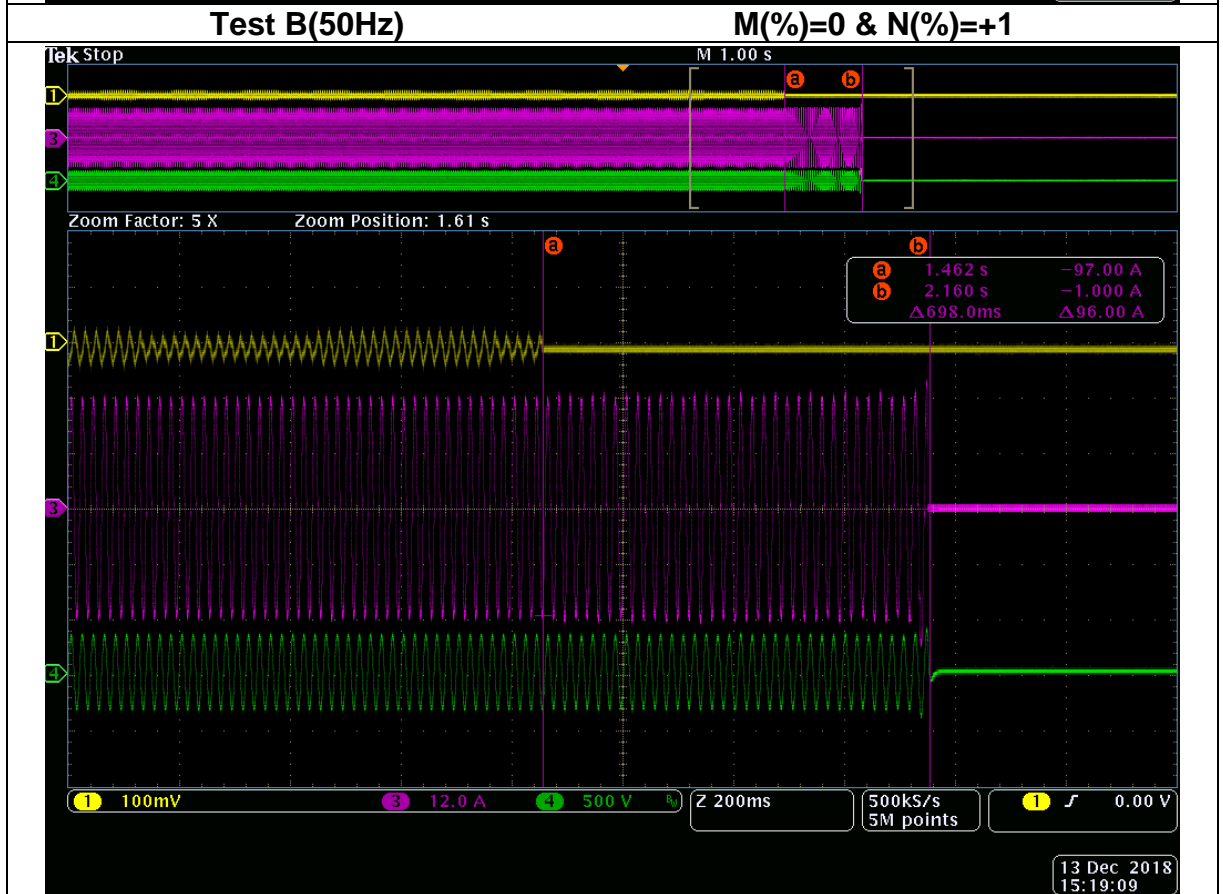 Test B(50Hz) M(%)=0 & N(%)=+1
Tek Stop M 1.00 s
a b
1
3
4
Zoom Factor: 5 X Zoom Position: 1.61 s
a b
a 1.462 s −97.00 A
b 2.160 s −1.000 A
Δ698.0ms Δ96.00 A
1
3
4
1 100mV 3 12.0 A 4 500 V BW Z 200ms 500kS/s 1 0.00 V
5M points
13 Dec 2018
15:19:09